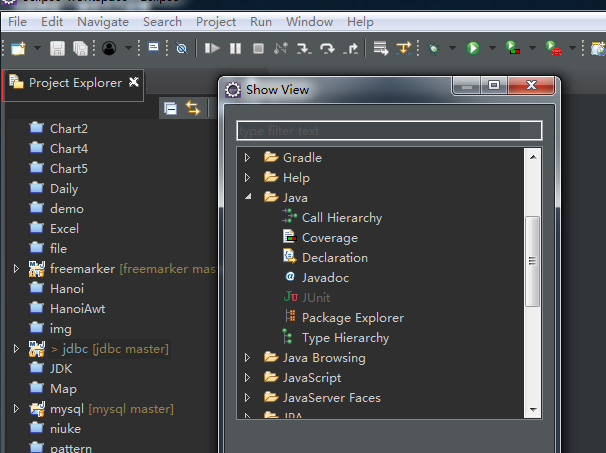 File Edit Navigate Search Project Run Window Help
Project Explorer
Chart2
Chart4
Chart5
Daily
demo
Excel
file
freemarker [freemarker mas
Hanoi
HanoiAwt
img
> jdbc [jdbc master]
JDK
Map
mysql [mysql master]
niuke
pattern
Show View
type filter text
Gradle
Help
Java
Call Hierarchy
Coverage
Declaration
@ Javadoc
Ju JUnit
Package Explorer
Type Hierarchy
Java Browsing
JavaScript
JavaServer Faces
JPA